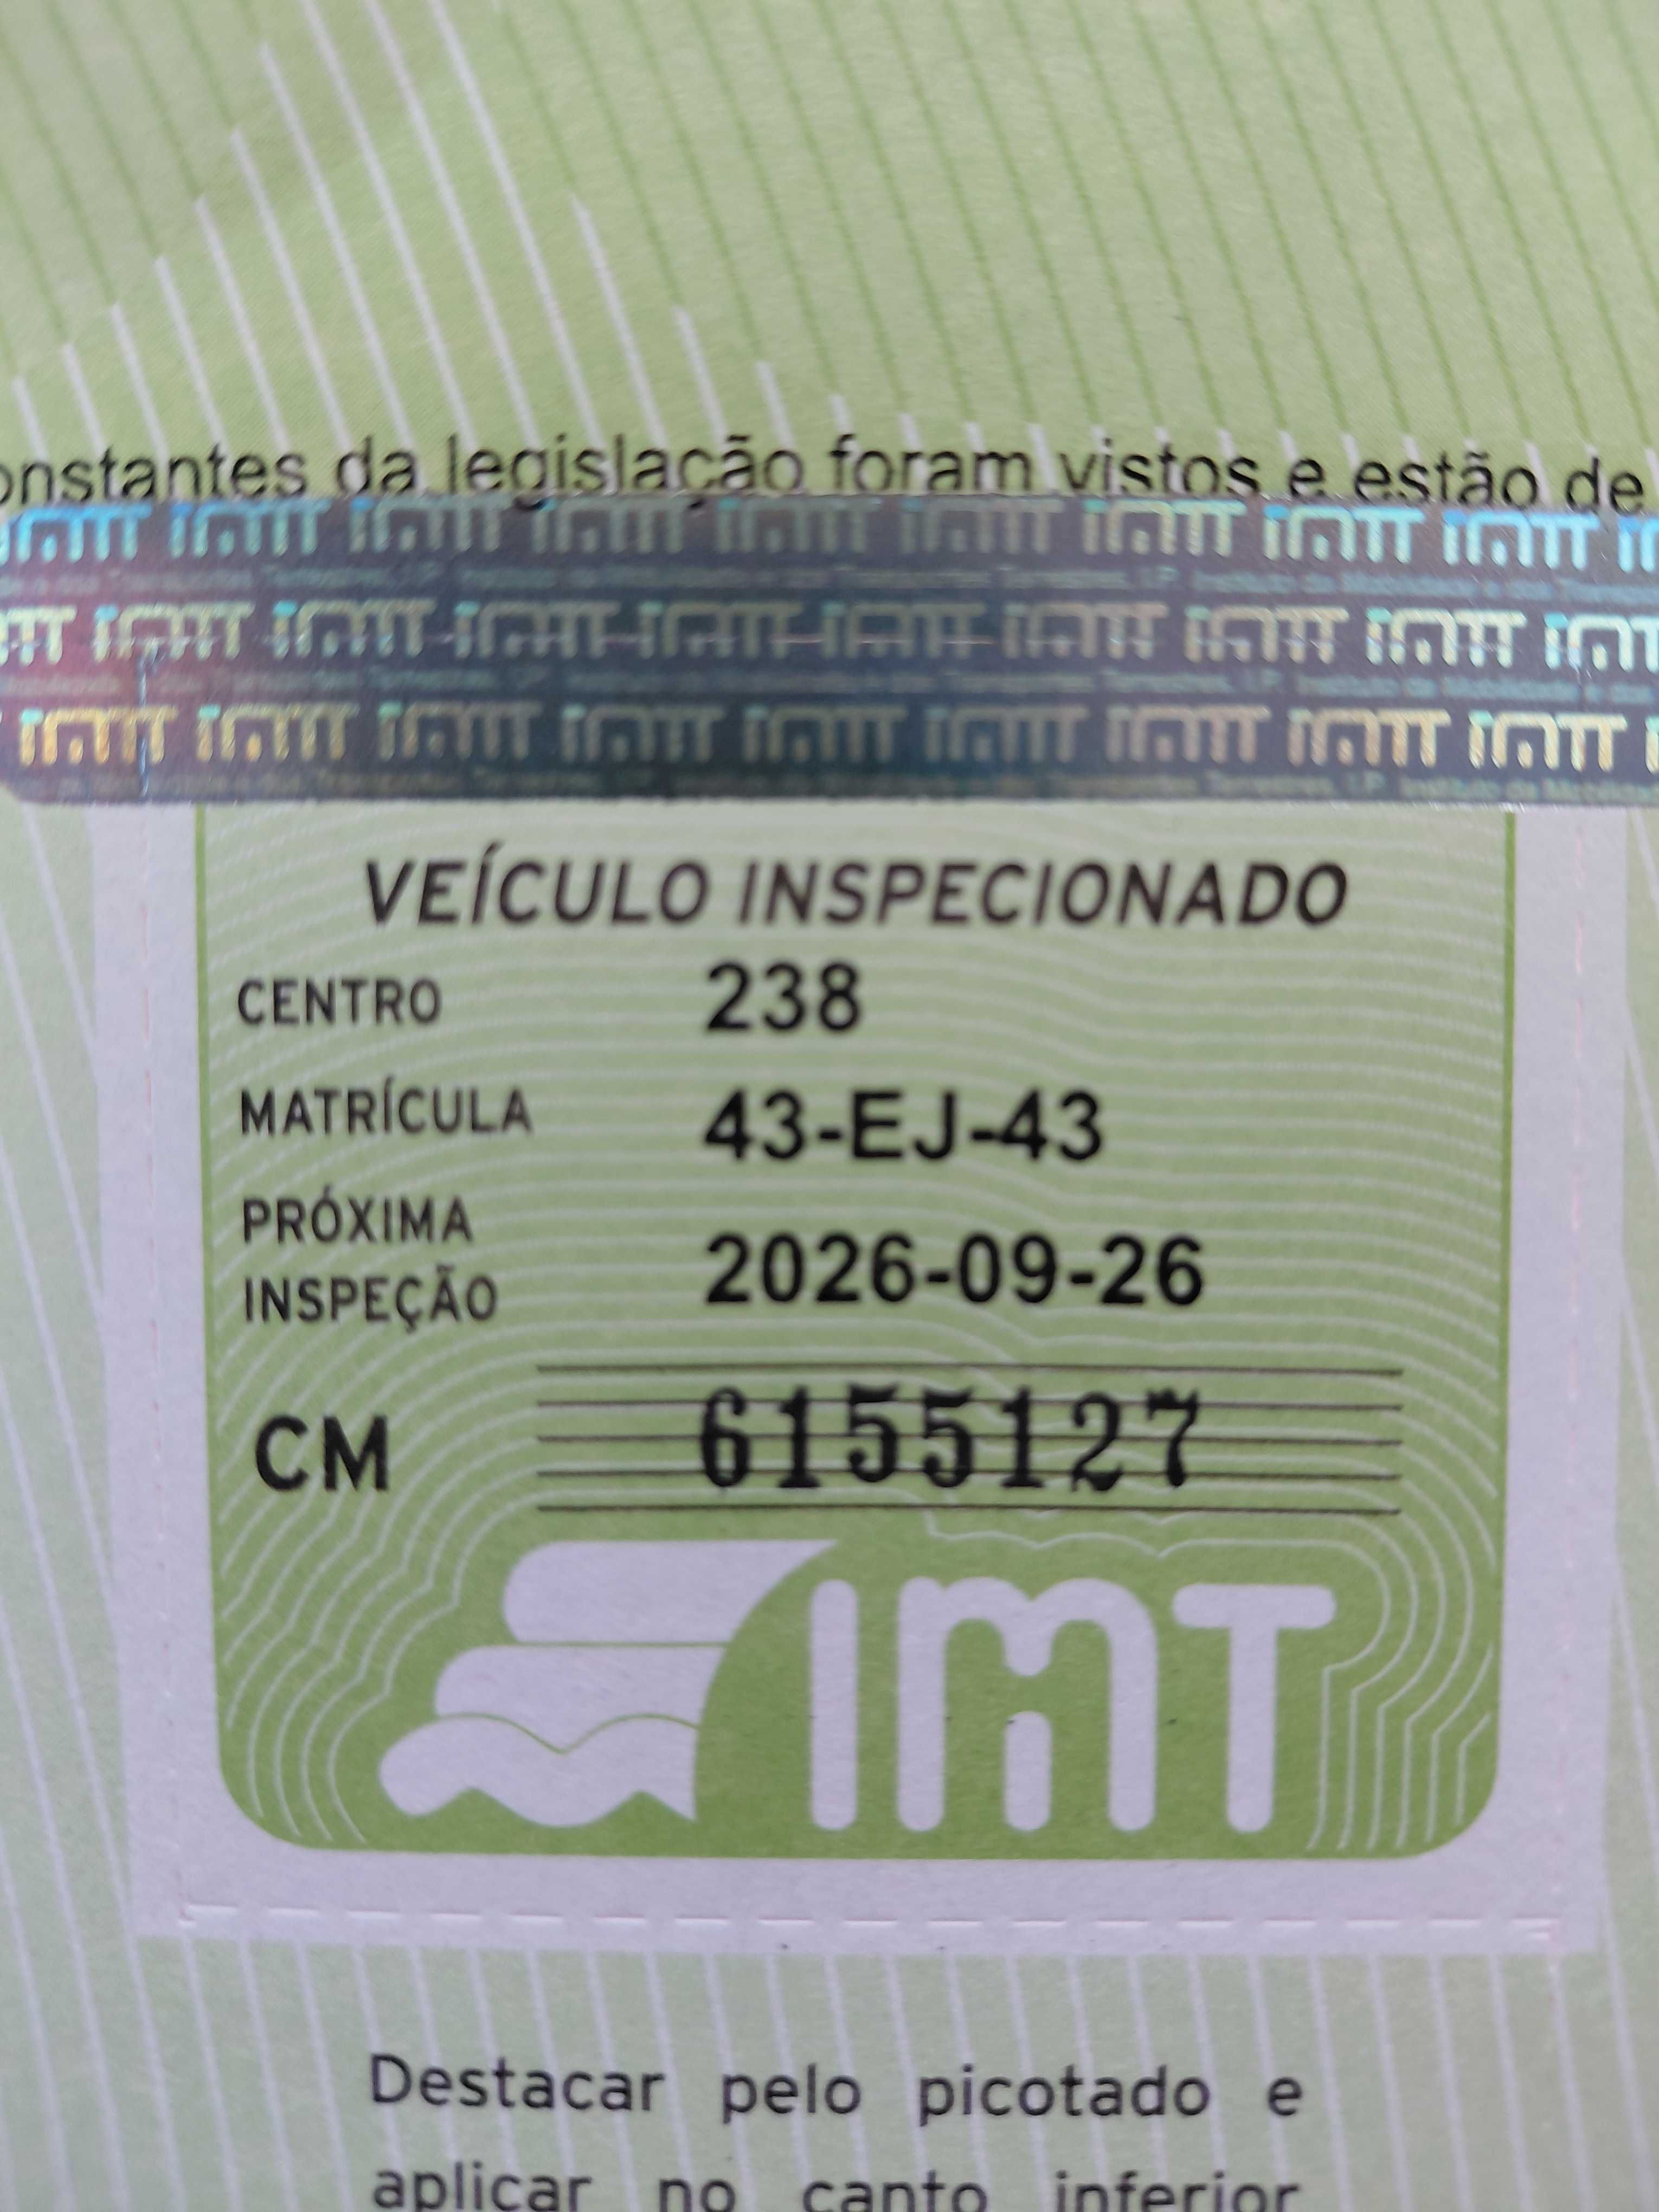 onstantes da legislação foram vistos e estão de
VEÍCULO INSPECIONADO
CENTRO 238
MATRÍCULA 43-EJ-43
PRÓXIMA
INSPEÇÃO 2026-09-26
CM 6155127
IMT
Destacar pelo picotado e
aplicar no canto inferior